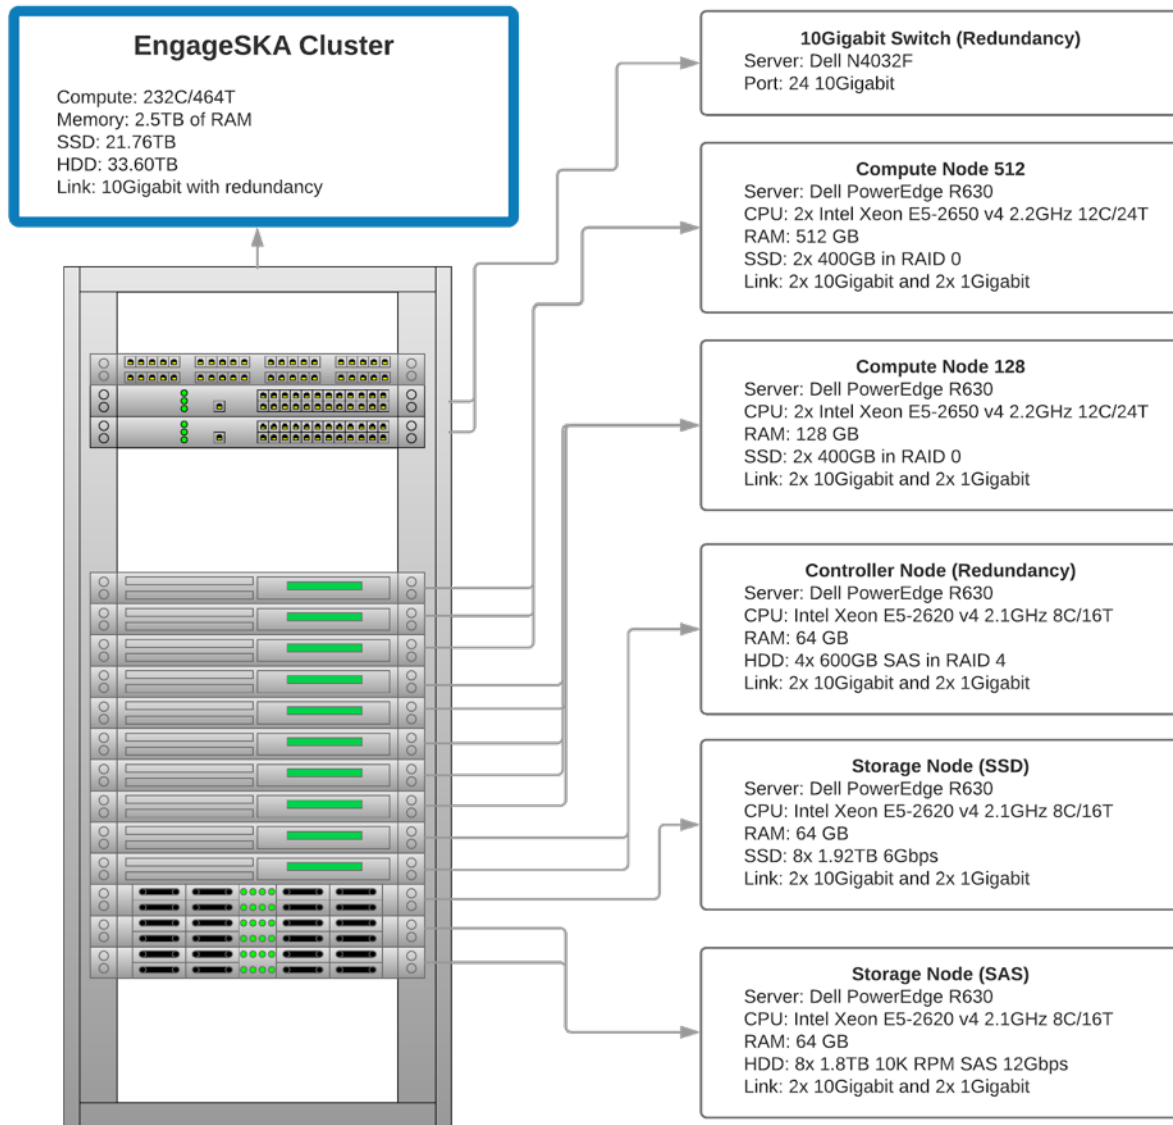 EngageSKA Cluster
Compute: 232C/464T
Memory: 2.5TB of RAM
SSD: 21.76TB
HDD: 33.60TB
Link: 10Gigabit with redundancy
10Gigabit Switch (Redundancy)
Server: Dell N4032F
Port: 24 10Gigabit
Compute Node 512
Server: Dell PowerEdge R630
CPU: 2x Intel Xeon E5-2650 v4 2.2GHz 12C/24T
RAM: 512 GB
SSD: 2x 400GB in RAID 0
Link: 2x 10Gigabit and 2x 1Gigabit
Compute Node 128
Server: Dell PowerEdge R630
CPU: 2x Intel Xeon E5-2650 v4 2.2GHz 12C/24T
RAM: 128 GB
SSD: 2x 400GB in RAID 0
Link: 2x 10Gigabit and 2x 1Gigabit
Controller Node (Redundancy)
Server: Dell PowerEdge R630
CPU: Intel Xeon E5-2620 v4 2.1GHz 8C/16T
RAM: 64 GB
HDD: 4x 600GB SAS in RAID 4
Link: 2x 10Gigabit and 2x 1Gigabit
Storage Node (SSD)
Server: Dell PowerEdge R630
CPU: Intel Xeon E5-2620 v4 2.1GHz 8C/16T
RAM: 64 GB
SSD: 8x 1.92TB 6Gbps
Link: 2x 10Gigabit and 2x 1Gigabit
Storage Node (SAS)
Server: Dell PowerEdge R630
CPU: Intel Xeon E5-2620 v4 2.1GHz 8C/16T
RAM: 64 GB
HDD: 8x 1.8TB 10K RPM SAS 12Gbps
Link: 2x 10Gigabit and 2x 1Gigabit